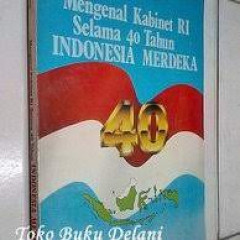 Mengenal Kabinet RI
Selama 40 Tahun
INDONESIA MERDEKA
40
Toko Buku Delani